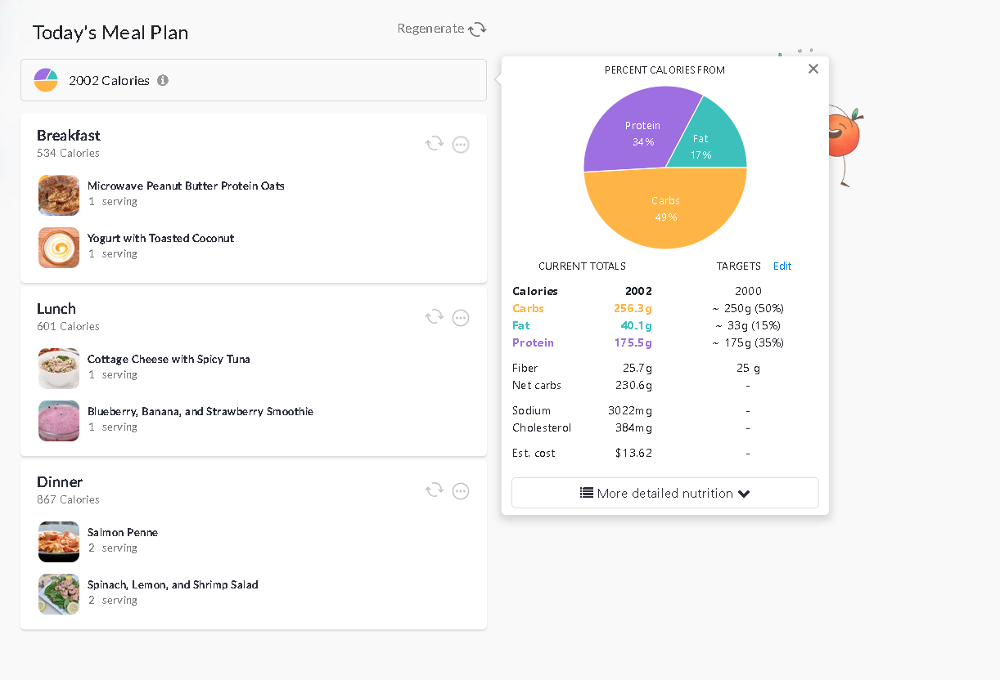 Today's Meal Plan
Regenerate
2002 Calories
Breakfast
534 Calories
Microwave Peanut Butter Protein Oats
1 serving
Yogurt with Toasted Coconut
1 serving
Lunch
601 Calories
Cottage Cheese with Spicy Tuna
1 serving
Blueberry, Banana, and Strawberry Smoothie
1 serving
Dinner
867 Calories
Salmon Penne
2 serving
Spinach, Lemon, and Shrimp Salad
2 serving
PERCENT CALORIES FROM
Protein
34%
Fat
17%
Carbs
49%
CURRENT TOTALS TARGETS Edit
Calories 2002 2000
Carbs 256.3g ~ 250g (50%)
Fat 40.1g ~ 33g (15%)
Protein 175.5g ~ 175g (35%)
Fiber 25.7g 25 g
Net carbs 230.6g -
Sodium 3022mg -
Cholesterol 384mg -
Est. cost $13.62 -
More detailed nutrition